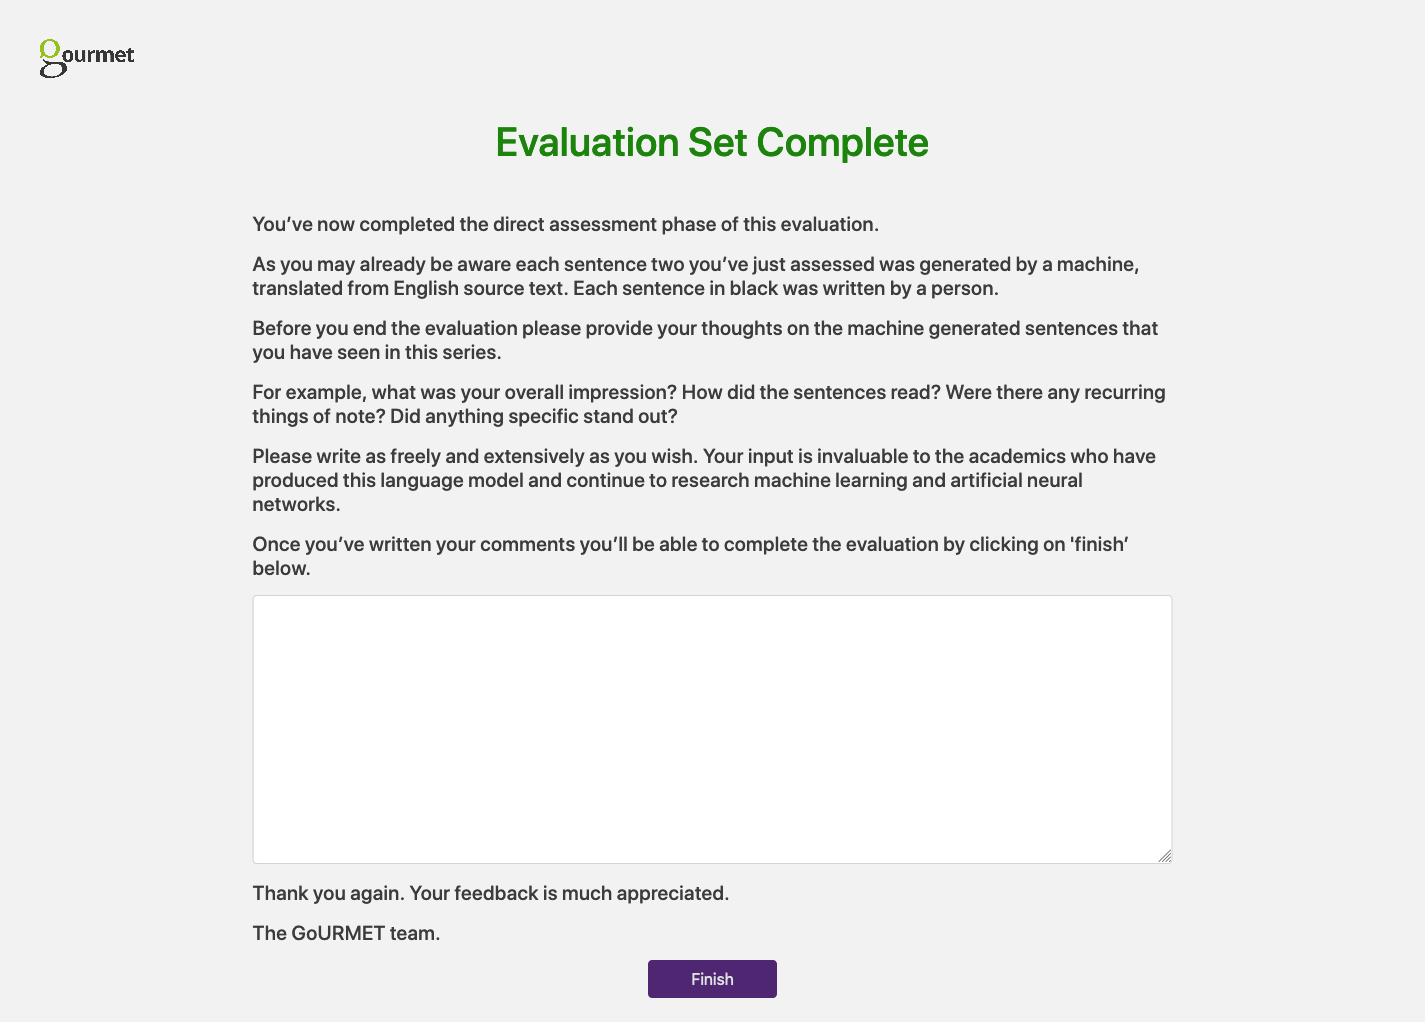 gourmet
Evaluation Set Complete
You’ve now completed the direct assessment phase of this evaluation.
As you may already be aware each sentence two you’ve just assessed was generated by a machine,
translated from English source text. Each sentence in black was written by a person.
Before you end the evaluation please provide your thoughts on the machine generated sentences that
you have seen in this series.
For example, what was your overall impression? How did the sentences read? Were there any recurring
things of note? Did anything specific stand out?
Please write as freely and extensively as you wish. Your input is invaluable to the academics who have
produced this language model and continue to research machine learning and artificial neural
networks.
Once you’ve written your comments you’ll be able to complete the evaluation by clicking on 'finish’
below.
Thank you again. Your feedback is much appreciated.
The GoURMET team.
Finish